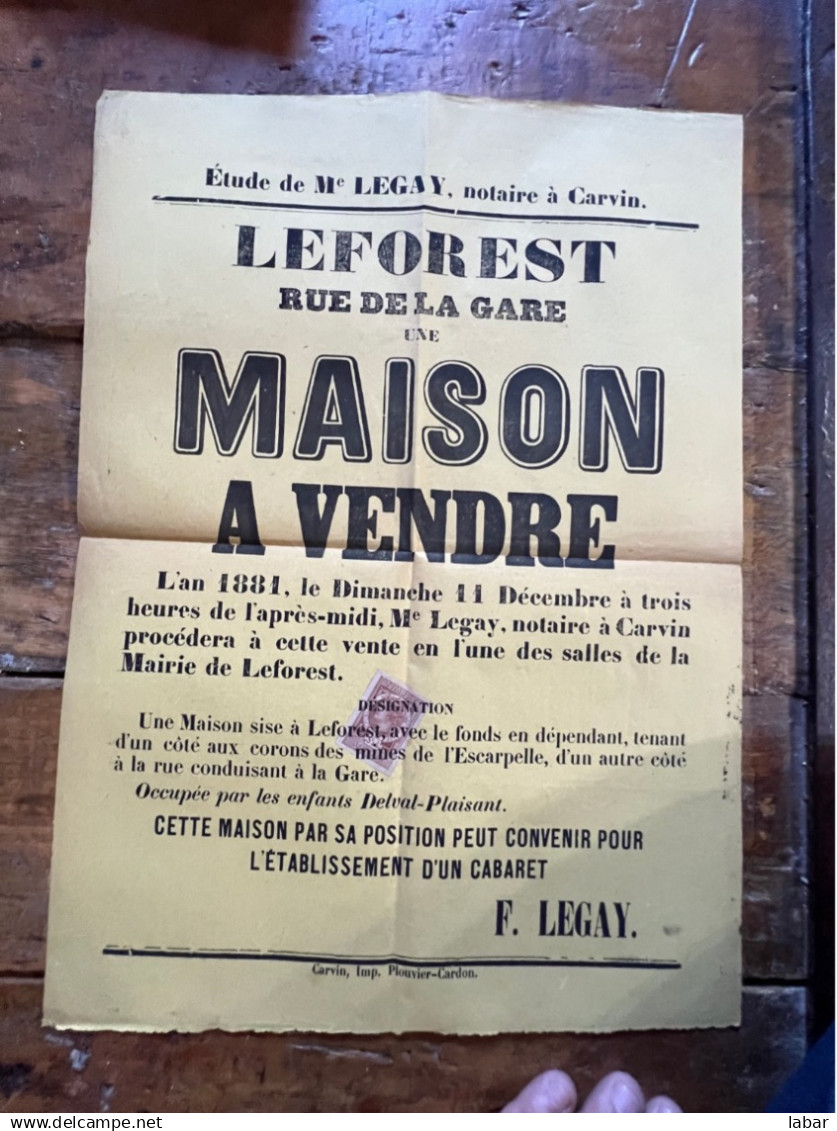 Étude de Me LEGAY, notaire à Carvin.
LEFOREST
RUE DE LA GARE
UNE
MAISON
A VENDRE
L'an 1881, le Dimanche 11 Décembre à trois
heures de l'après-midi, Me Legay, notaire à Carvin
procédera à cette vente en l'une des salles de la
Mairie de Leforest.
DÉSIGNATION
Une Maison sise à Leforest, avec le fonds en dépendant, tenant
d'un côté aux corons des mines de l'Escarpelle, d'un autre côté
à la rue conduisant à la Gare.
Occupée par les enfants Delval-Plaisant.
CETTE MAISON PAR SA POSITION PEUT CONVENIR POUR
L'ÉTABLISSEMENT D'UN CABARET
F. LEGAY.
Carvin, Imp. Plouvier-Cardon.
www.delcampe.net
labar